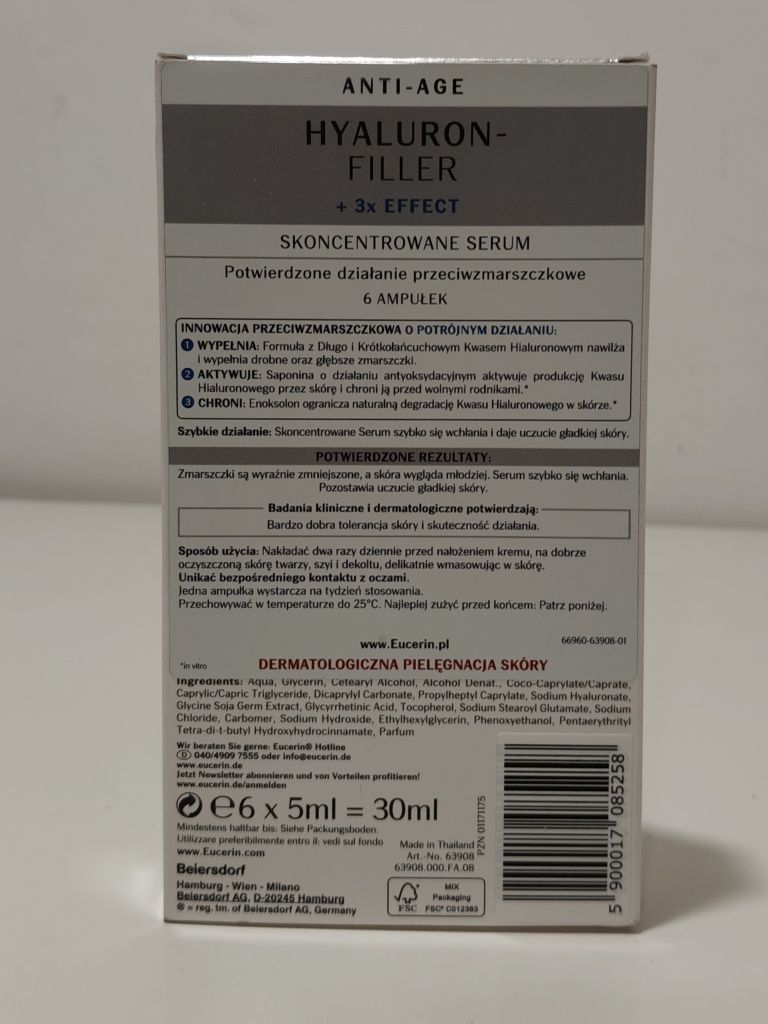 ANTI-AGE
HYALURON-
FILLER
+ 3x EFFECT
SKONCENTROWANE SERUM
Potwierdzone działanie przeciwzmarszczkowe
6 AMPUŁEK
INNOWACJA PRZECIWZMARSZCZKOWA O POTRÓJNYM DZIAŁANIU:
1 WYPEŁNIA: Formuła z Długo i Krótkołańcuchowym Kwasem Hialuronowym nawilża
i wypełnia drobne oraz głębsze zmarszczki.
2 AKTYWUJE: Saponina o działaniu antyoksydacyjnym aktywuje produkcję Kwasu
Hialuronowego przez skórę i chroni ją przed wolnymi rodnikami.*
3 CHRONI: Enoksolon ogranicza naturalną degradację Kwasu Hialuronowego w skórze.*
Szybkie działanie: Skoncentrowane Serum szybko się wchłania i daje uczucie gładkiej skóry.
POTWIERDZONE REZULTATY:
Zmarszczki są wyraźnie zmniejszone, a skóra wygląda młodziej. Serum szybko się wchłania.
Pozostawia uczucie gładkiej skóry.
Badania kliniczne i dermatologiczne potwierdzają:
Bardzo dobra tolerancja skóry i skuteczność działania.
Sposób użycia: Nakładać dwa razy dziennie przed nałożeniem kremu, na dobrze
oczyszczoną skórę twarzy, szyi i dekoltu, delikatnie wmasowując w skórę.
Unikać bezpośredniego kontaktu z oczami.
Jedna ampułka wystarcza na tydzień stosowania.
Przechowywać w temperaturze do 25°C. Najlepiej zużyć przed końcem: Patrz poniżej.
www.Eucerin.pl
66960-63908-01
*in vitro
DERMATOLOGICZNA PIELĘGNACJA SKÓRY
Ingredients: Aqua, Glycerin, Cetearyl Alcohol, Alcohol Denat., Coco-Caprylate/Caprate,
Caprylic/Capric Triglyceride, Dicaprylyl Carbonate, Propylheptyl Caprylate, Sodium Hyaluronate,
Glycine Soja Germ Extract, Glycyrrhetinic Acid, Tocopherol, Sodium Stearoyl Glutamate, Sodium
Chloride, Carbomer, Sodium Hydroxide, Ethylhexylglycerin, Phenoxyethanol, Pentaerythrityl
Tetra-di-t-butyl Hydroxyhydrocinnamate, Parfum
Wir beraten Sie gerne: Eucerin® Hotline
D 040/4909 7555 oder info@eucerin.de
www.eucerin.de
Jetzt Newsletter abonnieren und von Vorteilen profitieren!
www.eucerin.de/anmelden
℮ 6 x 5ml = 30ml
Mindestens haltbar bis: Siehe Packungsboden.
Utilizzare preferibilmente entro il: vedi sul fondo
www.Eucerin.com
Beiersdorf
Hamburg - Wien - Milano
Beiersdorf AG, D-20245 Hamburg
® = reg. tm. of Beiersdorf AG, Germany
Made in Thailand
Art.-No. 63908
63908.000.FA.08
PZN 01171175
FSC
MIX
Packaging
FSC® C012383
5 900017 085258